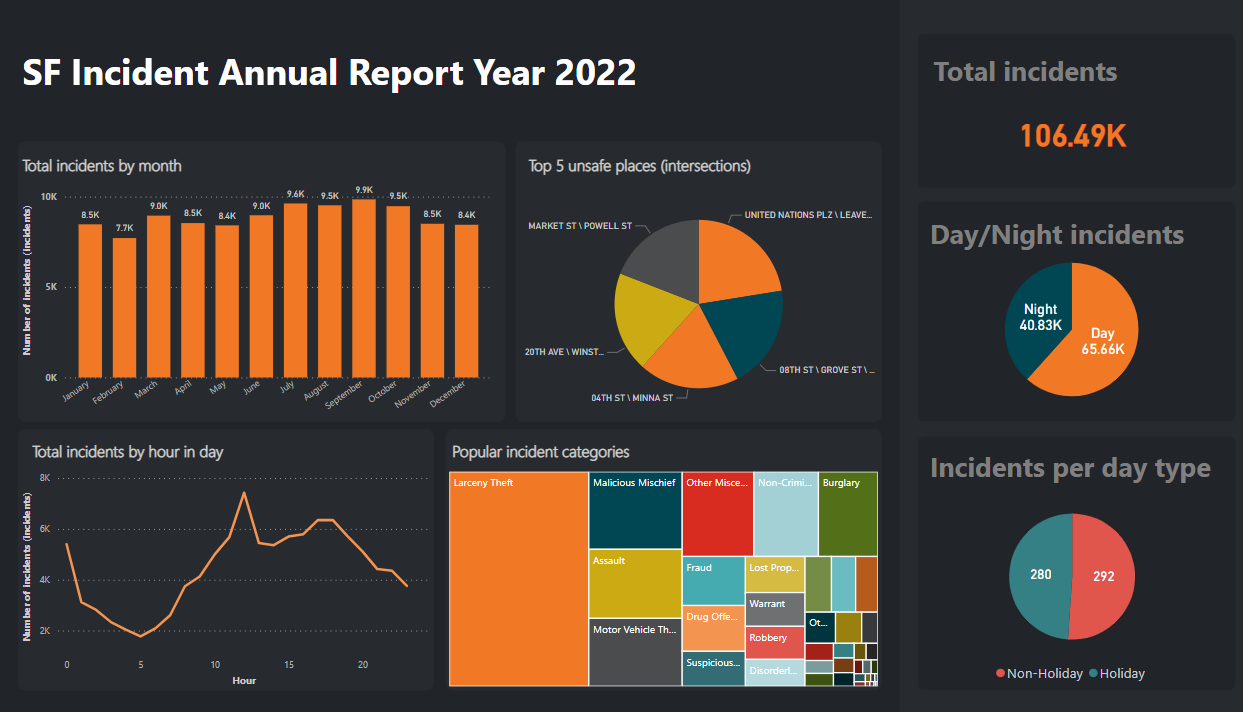 SF Incident Annual Report Year 2022
Total incidents
106.49K
Total incidents by month
Number of incidents (incidents)
10K
5K
0K
8.5K
7.7K
9.0K
8.5K
8.4K
9.0K
9.6K
9.5K
9.9K
9.5K
8.5K
8.4K
January
February
March
April
May
June
July
August
September
October
November
December
Top 5 unsafe places (intersections)
UNITED NATIONS PLZ \ LEAVE...
MARKET ST \ POWELL ST
20TH AVE \ WINST...
08TH ST \ GROVE ST \ ...
04TH ST \ MINNA ST
Day/Night incidents
Night
40.83K
Day
65.66K
Total incidents by hour in day
Number of incidents (incidents)
8K
6K
4K
2K
0
5
10
15
20
Hour
Popular incident categories
Larceny Theft
Malicious Mischief
Assault
Motor Vehicle Th...
Other Misce...
Non-Crimi...
Burglary
Fraud
Drug Offe...
Suspicious...
Lost Prop...
Warrant
Robbery
Disorderl...
Ot...
Incidents per day type
280
292
Non-Holiday
Holiday